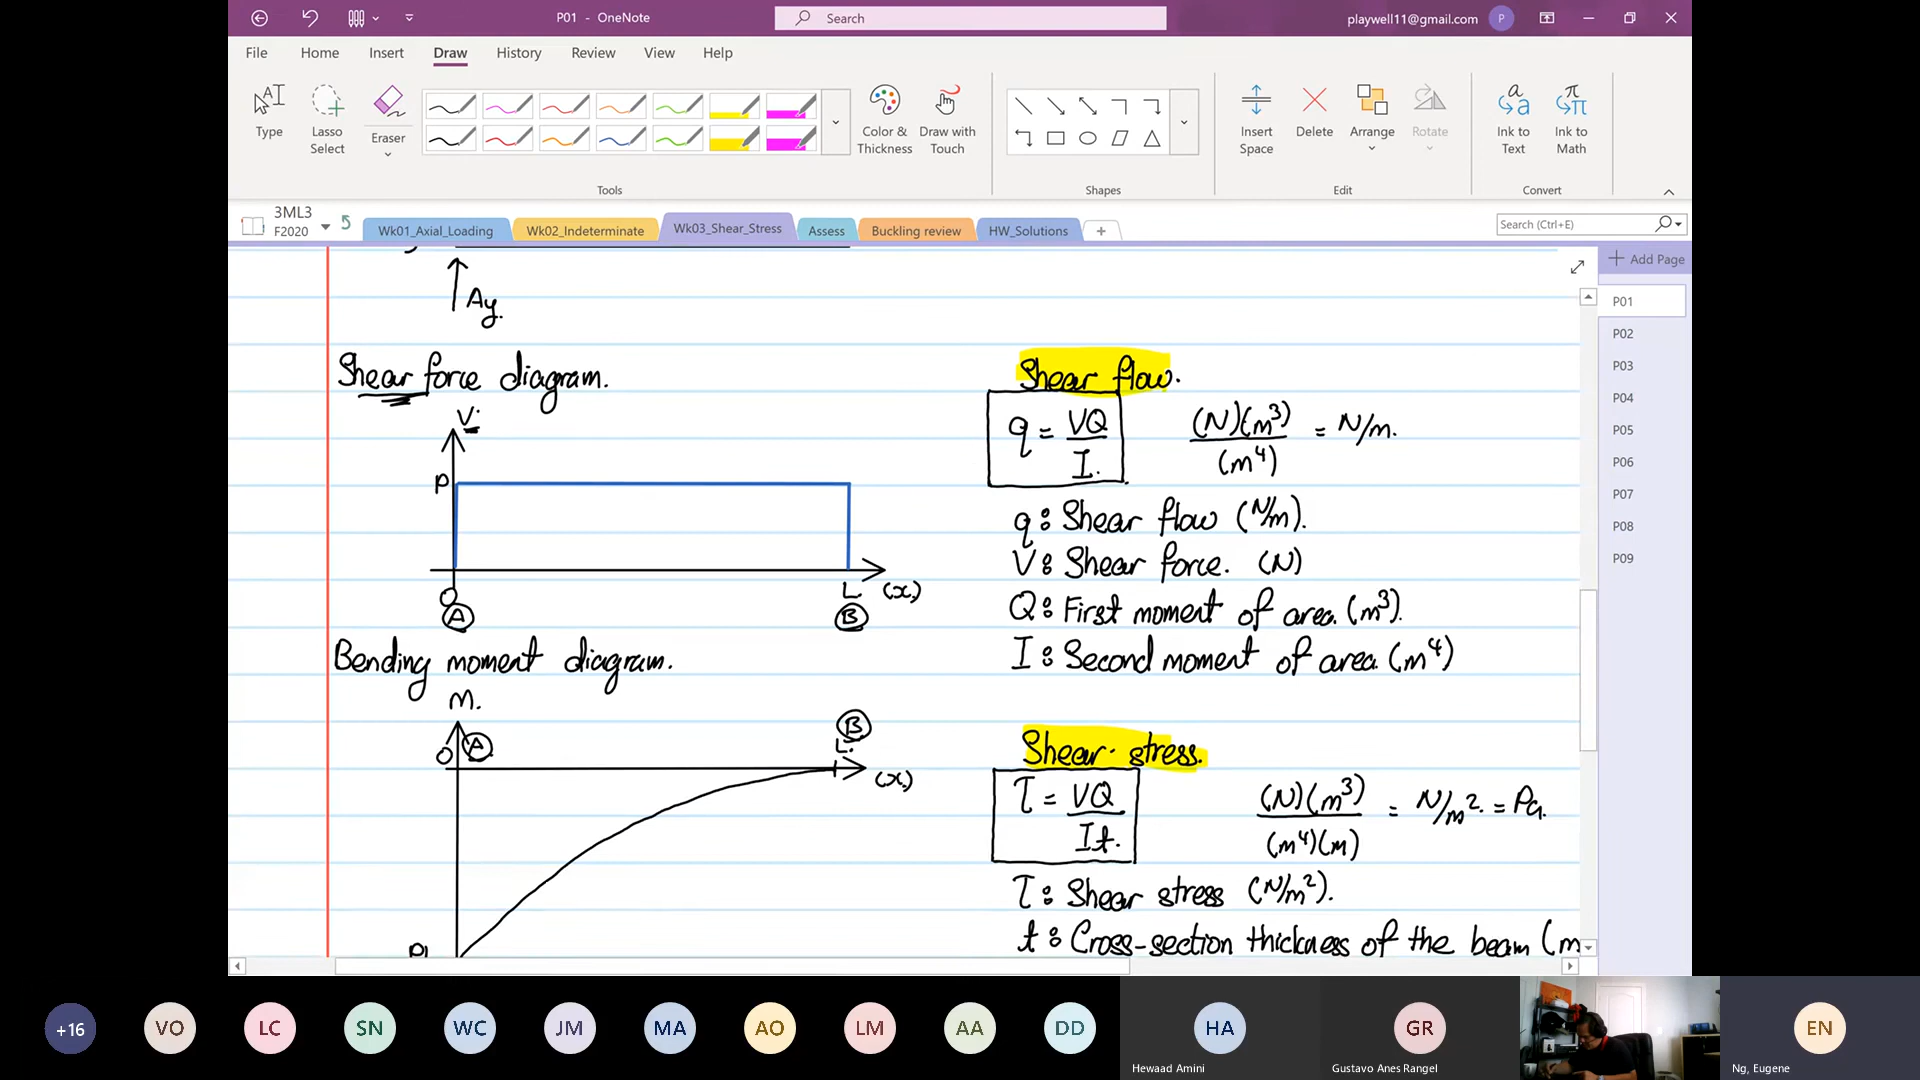 P01 - OneNote
Search
playwell11@gmail.com
P
File
Home
Insert
Draw
History
Review
View
Help
Type
Lasso
Select
Eraser
Color &
Thickness
Draw with
Touch
Insert
Space
Delete
Arrange
Rotate
Ink to
Text
Ink to
Math
Tools
Shapes
Edit
Convert
3ML3
F2020
Wk01_Axial_Loading
Wk02_Indeterminate
Wk03_Shear_Stress
Assess
Buckling review
HW_Solutions
Search (Ctrl+E)
Add Page
P01
P02
P03
P04
P05
P06
P07
P08
P09
Ay.
Shear force diagram.
V.
P
O
A
L
B
(x)
Bending moment diagram.
M.
O
A
B
L.
(x)
Shear flow.
q = VQ / I. (N)(m³) / (m⁴) = N/m.
q: Shear flow (N/m).
V: Shear force. (N)
Q: First moment of area. (m³).
I: Second moment of area (m⁴)
Shear stress.
τ = VQ / It. (N)(m³) / (m⁴)(m) = N/m². = Pa.
τ: Shear stress (N/m²).
t: Cross-section thickness of the beam (m
+16
VO
LC
SN
WC
JM
MA
AO
LM
AA
DD
HA
GR
EN
Hewaad Amini
Gustavo Anes Rangel
Ng, Eugene